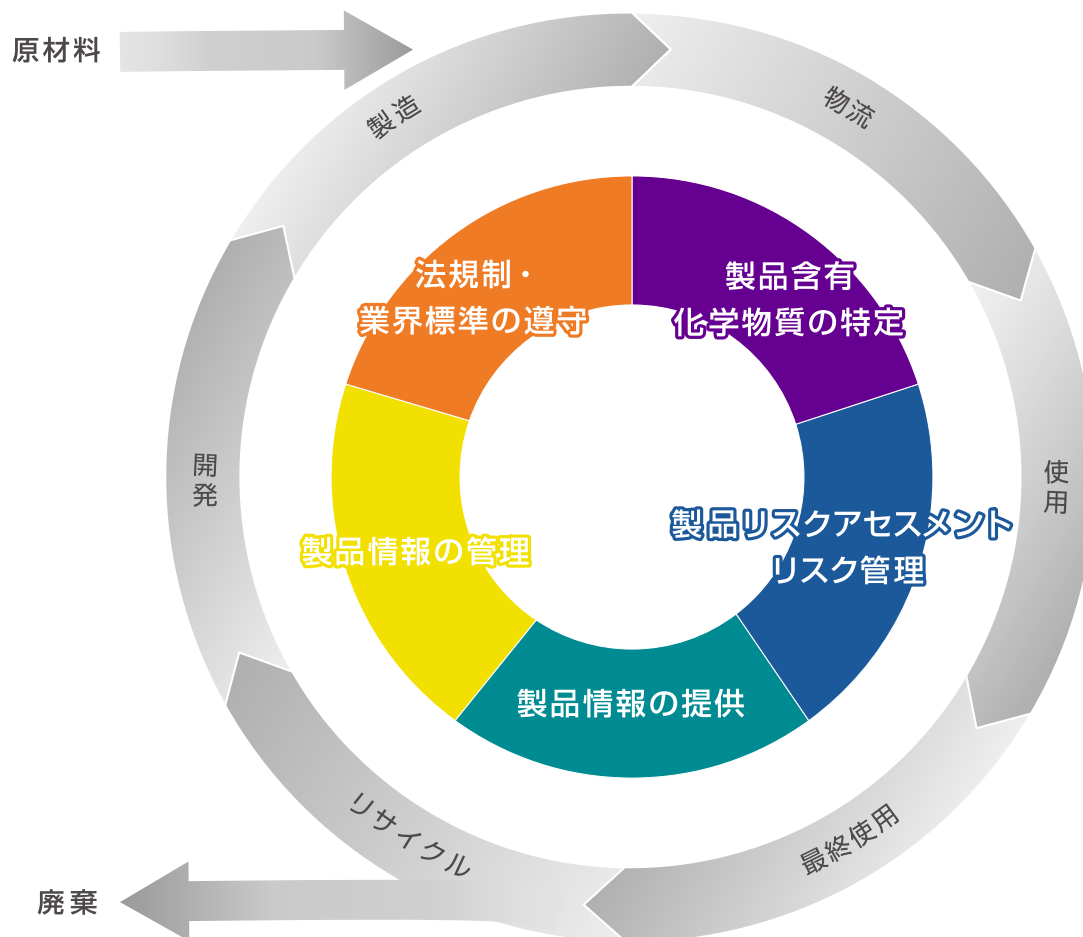 原材料
製造
物流
法規制・
業界標準の遵守
製品含有
化学物質の特定
開発
使用
製品リスクアセスメント
リスク管理
製品情報の管理
製品情報の提供
リサイクル
最終使用
廃棄